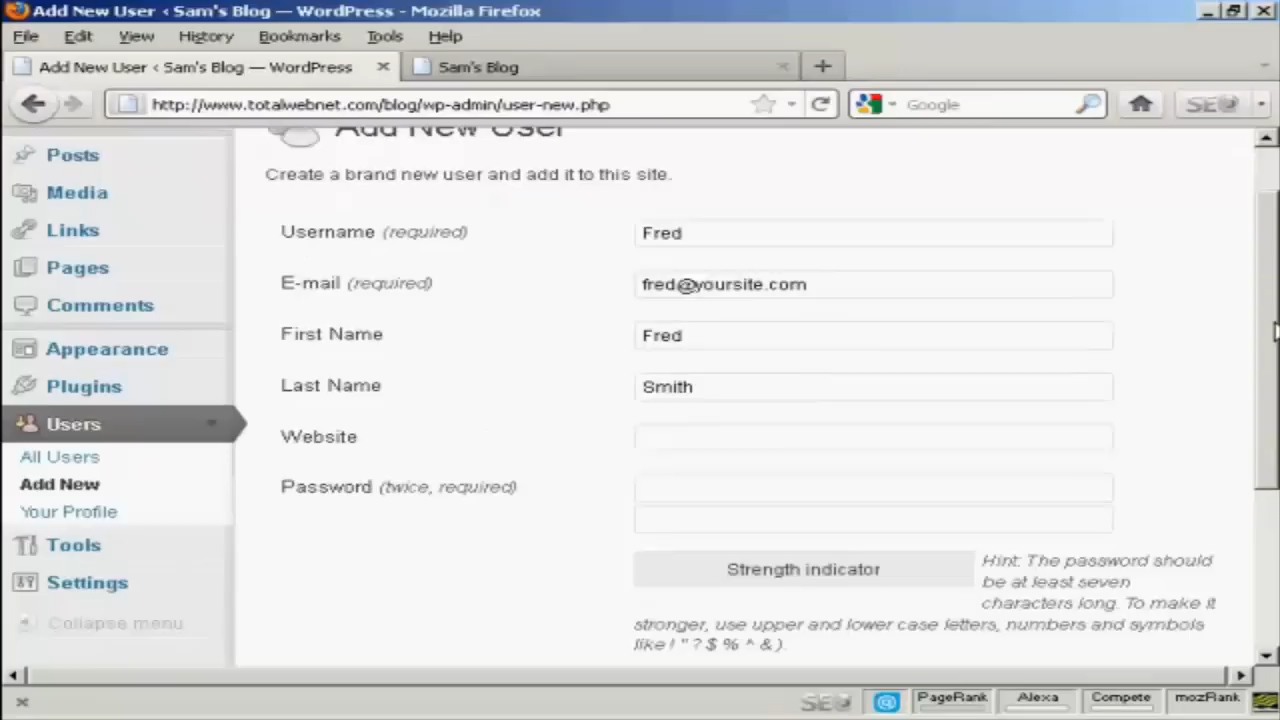 Add New User ‹ Sam's Blog — WordPress - Mozilla Firefox
File Edit View History Bookmarks Tools Help
Add New User ‹ Sam's Blog — WordPress
Sam's Blog
http://www.totalwebnet.com/blog/wp-admin/user-new.php
Google
Add New User
Posts
Create a brand new user and add it to this site.
Media
Links
Username (required) Fred
Pages
E-mail (required) fred@yoursite.com
Comments
First Name Fred
Appearance
Plugins
Last Name Smith
Users
Website
All Users
Add New
Password (twice, required)
Your Profile
Tools
Settings
Collapse menu
Strength indicator
Hint: The password should
be at least seven
characters long. To make it
stronger, use upper and lower case letters, numbers and symbols
like ! " ? $ % ^ & ).
PageRank Alexa Compete mozRank